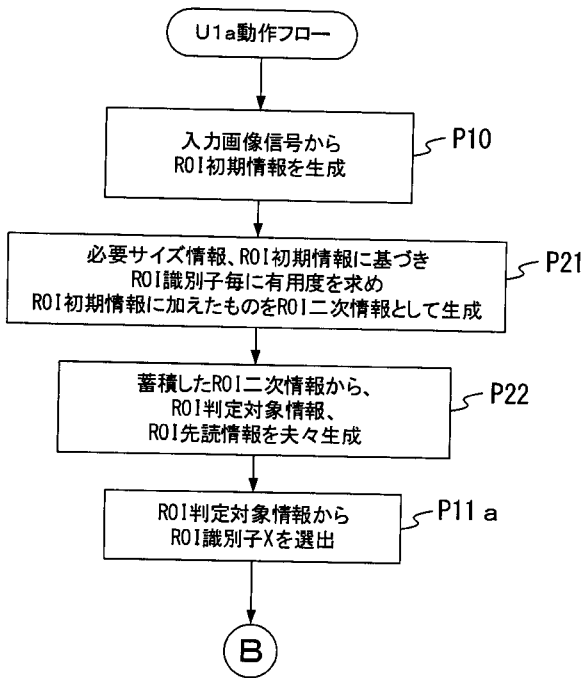 U1a動作フロー
入力画像信号から
ROI初期情報を生成
P10
必要サイズ情報、ROI初期情報に基づき
ROI識別子毎に有用度を求め
ROI初期情報に加えたものをROI二次情報として生成
P21
蓄積したROI二次情報から、
ROI判定対象情報、
ROI先読情報を夫々生成
P22
ROI判定対象情報から
ROI識別子Xを選出
P11a
B